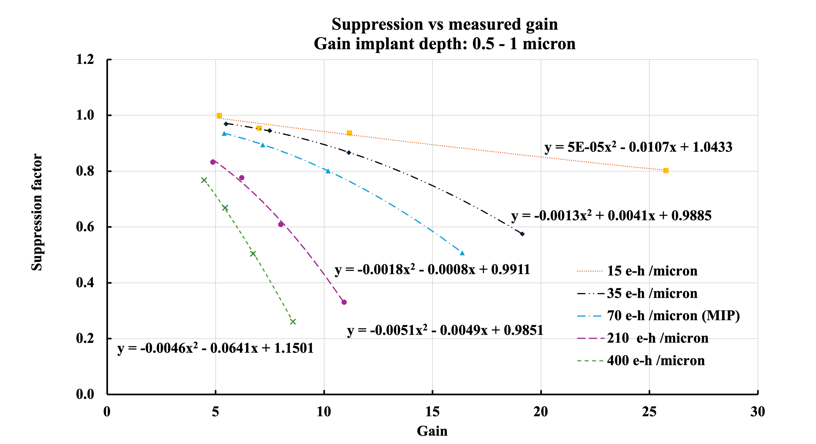 Suppression vs measured gain
Gain implant depth: 0.5 - 1 micron
Suppression factor
1.2
1.0
0.8
0.6
0.4
0.2
0.0
y = 5E-05x² - 0.0107x + 1.0433
y = -0.0013x² + 0.0041x + 0.9885
y = -0.0018x² - 0.0008x + 0.9911
y = -0.0051x² - 0.0049x + 0.9851
y = -0.0046x² - 0.0641x + 1.1501
15 e-h /micron
35 e-h /micron
70 e-h /micron (MIP)
210 e-h /micron
400 e-h /micron
0 5 10 15 20 25 30
Gain